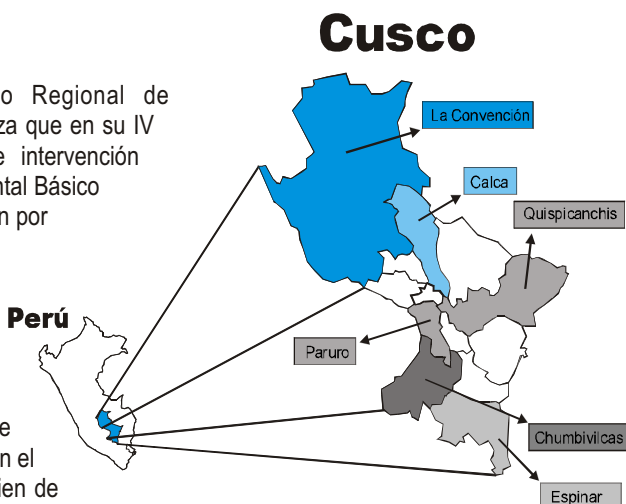 Cusco
o Regional de
za que en su IV
e intervención
ntal Básico
n por
La Convención
Calca
Quispicanchis
Perú
Paruro
e
n el
ien de
Chumbivilcas
Espinar